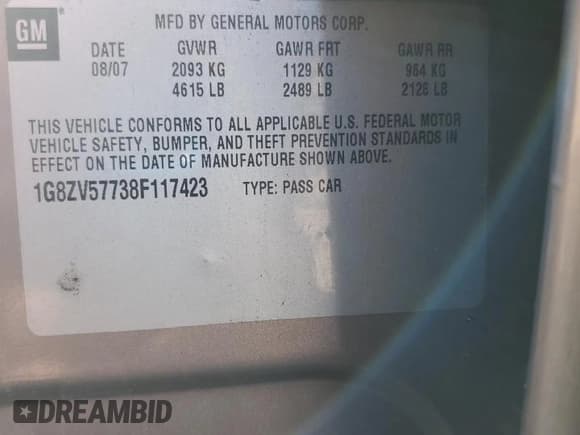 GM
MFD BY GENERAL MOTORS CORP.
DATE GVWR GAWR FRT GAWR RR
08/07 2093 KG 1129 KG 964 KG
4615 LB 2489 LB 2126 LB
THIS VEHICLE CONFORMS TO ALL APPLICABLE U.S. FEDERAL MOTOR
VEHICLE SAFETY, BUMPER, AND THEFT PREVENTION STANDARDS IN
EFFECT ON THE DATE OF MANUFACTURE SHOWN ABOVE.
1G8ZV57738F117423 TYPE: PASS CAR
DREAMBID